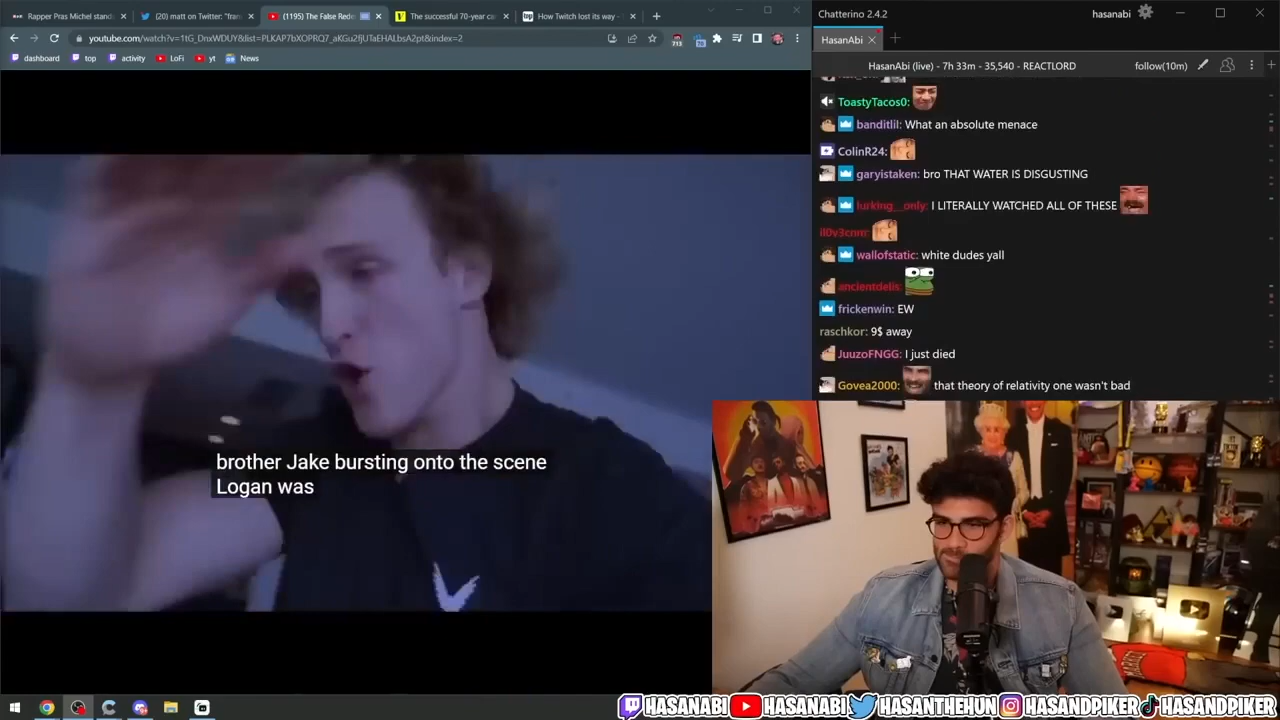 Rapper Pras Michel stand
(20) matt on Twitter: "fran
(1195) The False Rede
The successful 70-year ca
How Twitch lost its way -
youtube.com/watch?v=1tG_DnxWDUY&list=PLKAP7bXOPRQ7_aKGu2fjUTaEHALbsA2pt&index=2
dashboard
top
activity
LoFi
yt
News
brother Jake bursting onto the scene
Logan was
Chatterino 2.4.2
hasanabi
HasanAbi
HasanAbi (live) - 7h 33m - 35,540 - REACTLORD
follow(10m)
ToastyTacos0:
banditlil: What an absolute menace
ColinR24:
garyistaken: bro THAT WATER IS DISGUSTING
lurking__only: I LITERALLY WATCHED ALL OF THESE
il0v3cnnr:
wallofstatic: white dudes yall
ancientdelis:
frickenwin: EW
raschkor: 9$ away
JuuzoFNGG: I just died
Govea2000: that theory of relativity one wasn't bad
HASANABI HASANABI HASANTHEHUN HASANDPIKER HASANDPIKER